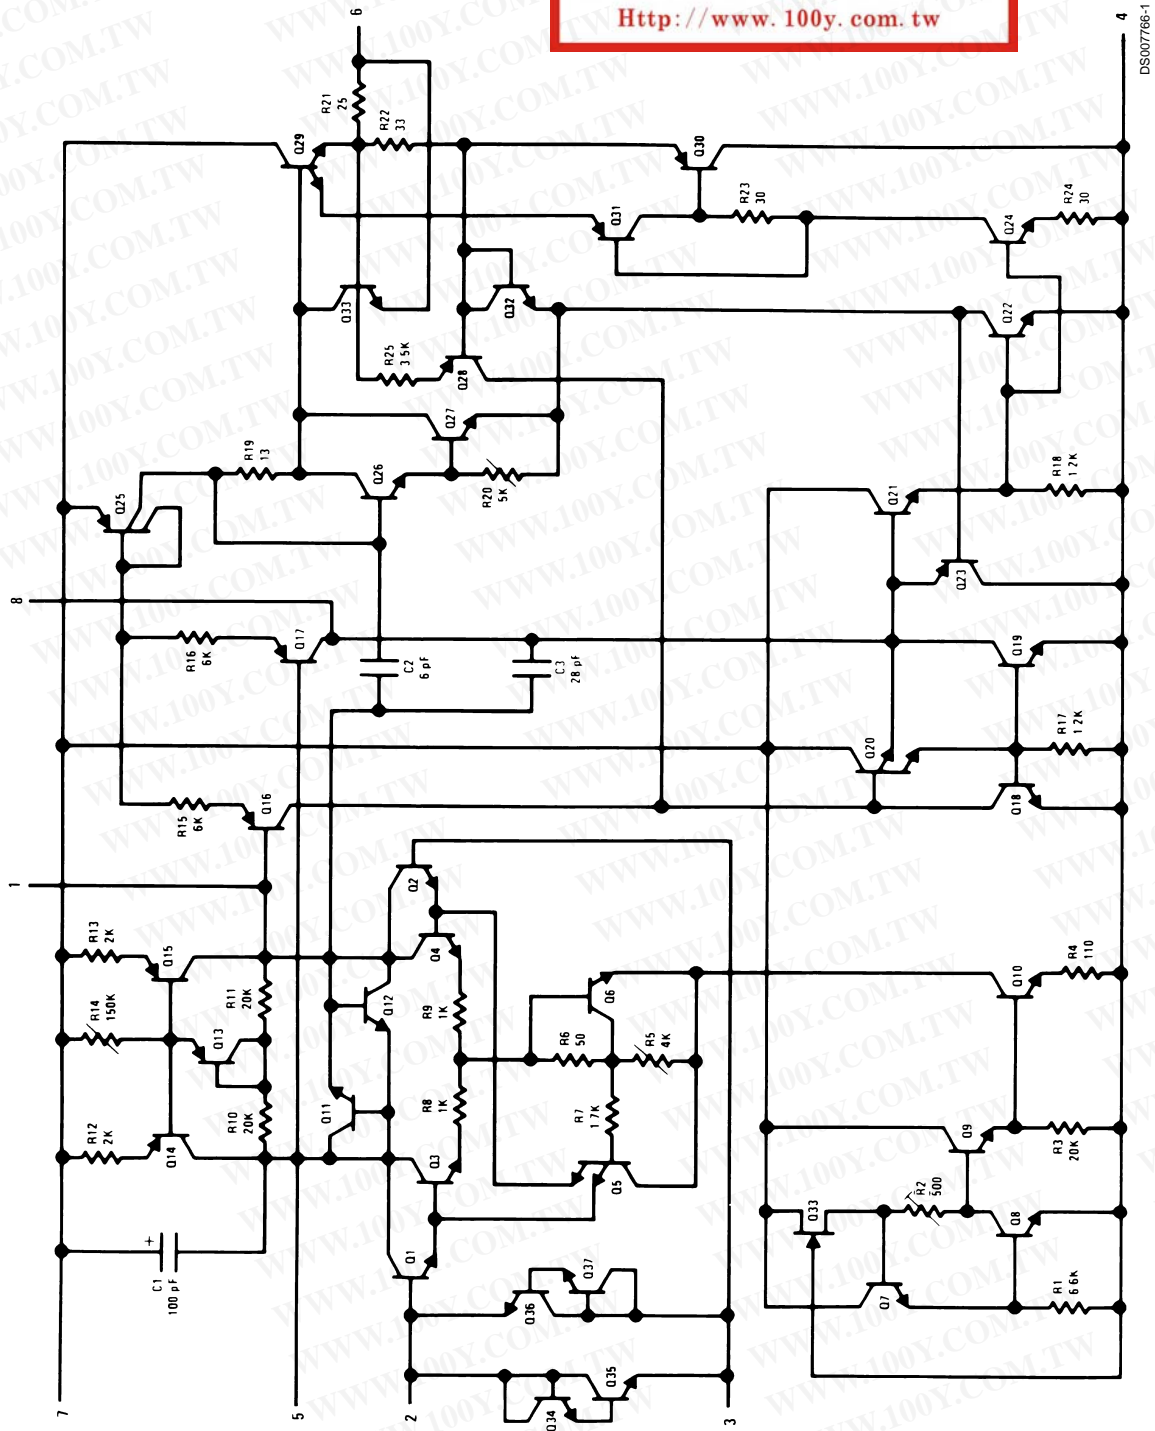 Http://www. 100y. com. tw
6
4
DS007766-1
R21
25
R22
33
Q29
Q30
Q31
R23
30
R24
30
Q24
Q33
Q32
Q22
R25
3 5K
Q28
Q27
R19
13
Q26
R20
5K
Q25
Q21
R18
1 2K
Q23
8
R16
6K
Q17
C2
6 pF
C3
28 pF
Q19
Q20
R17
1 2K
R15
6K
Q16
Q18
1
Q2
R13
2K
Q15
Q4
R4
110
R14
150K
R11
20K
Q12
R9
1K
Q6
Q10
Q13
R6
50
R5
4K
R12
2K
R10
20K
Q11
R8
1K
R7
1 7K
Q9
R3
20K
Q14
Q3
Q5
R2
500
C1
100 pF
+
Q1
Q33
Q8
Q36
Q37
Q7
R1
6 6K
Q34
Q35
7
5
2
3
WWW.100Y.COM.TW